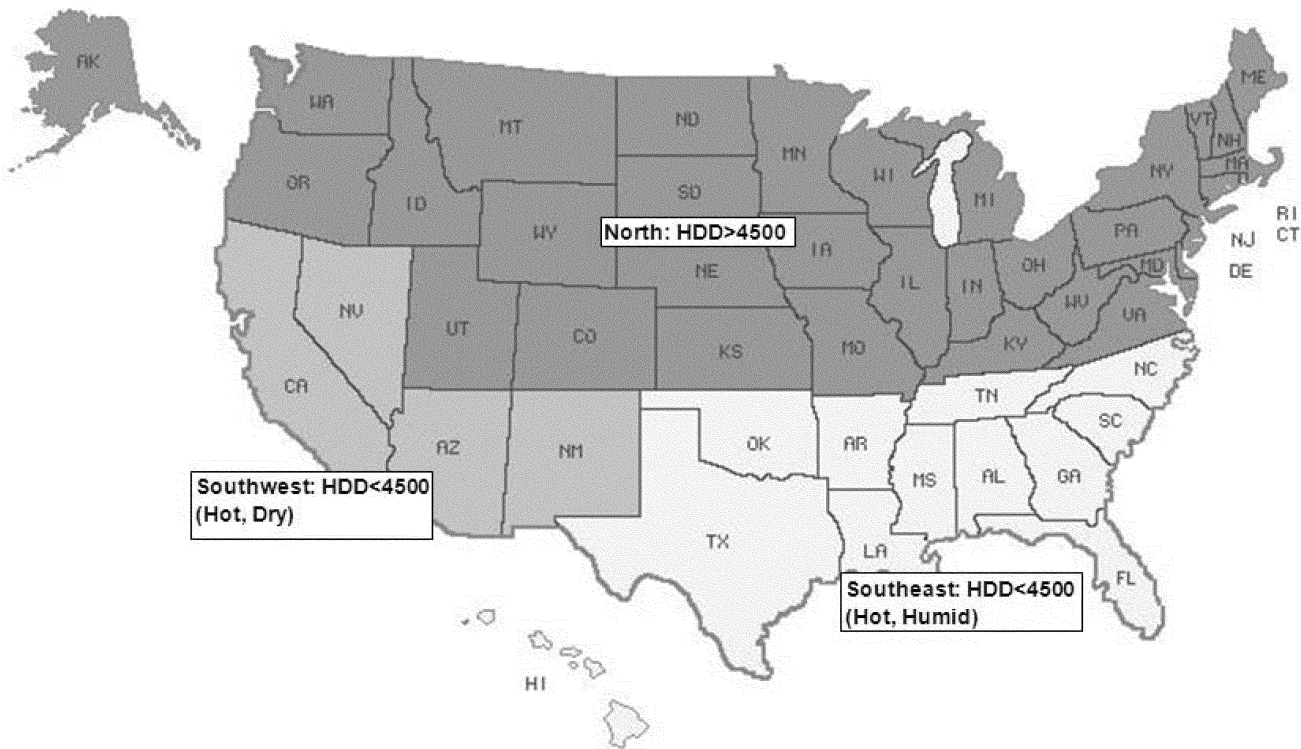 AK
WA
MT
ND
MN
ME
VT
NH
MA
NY
OR
ID
SD
WI
MI
WY
North: HDD>4500
IA
PA
RI
CT
NJ
DE
NE
OH
MD
IL
IN
WV
VA
NV
UT
CO
KS
MO
KY
CA
NC
TN
SC
AZ
NM
OK
AR
MS
AL
GA
Southwest: HDD<4500
(Hot, Dry)
TX
LA
FL
Southeast: HDD<4500
(Hot, Humid)
HI